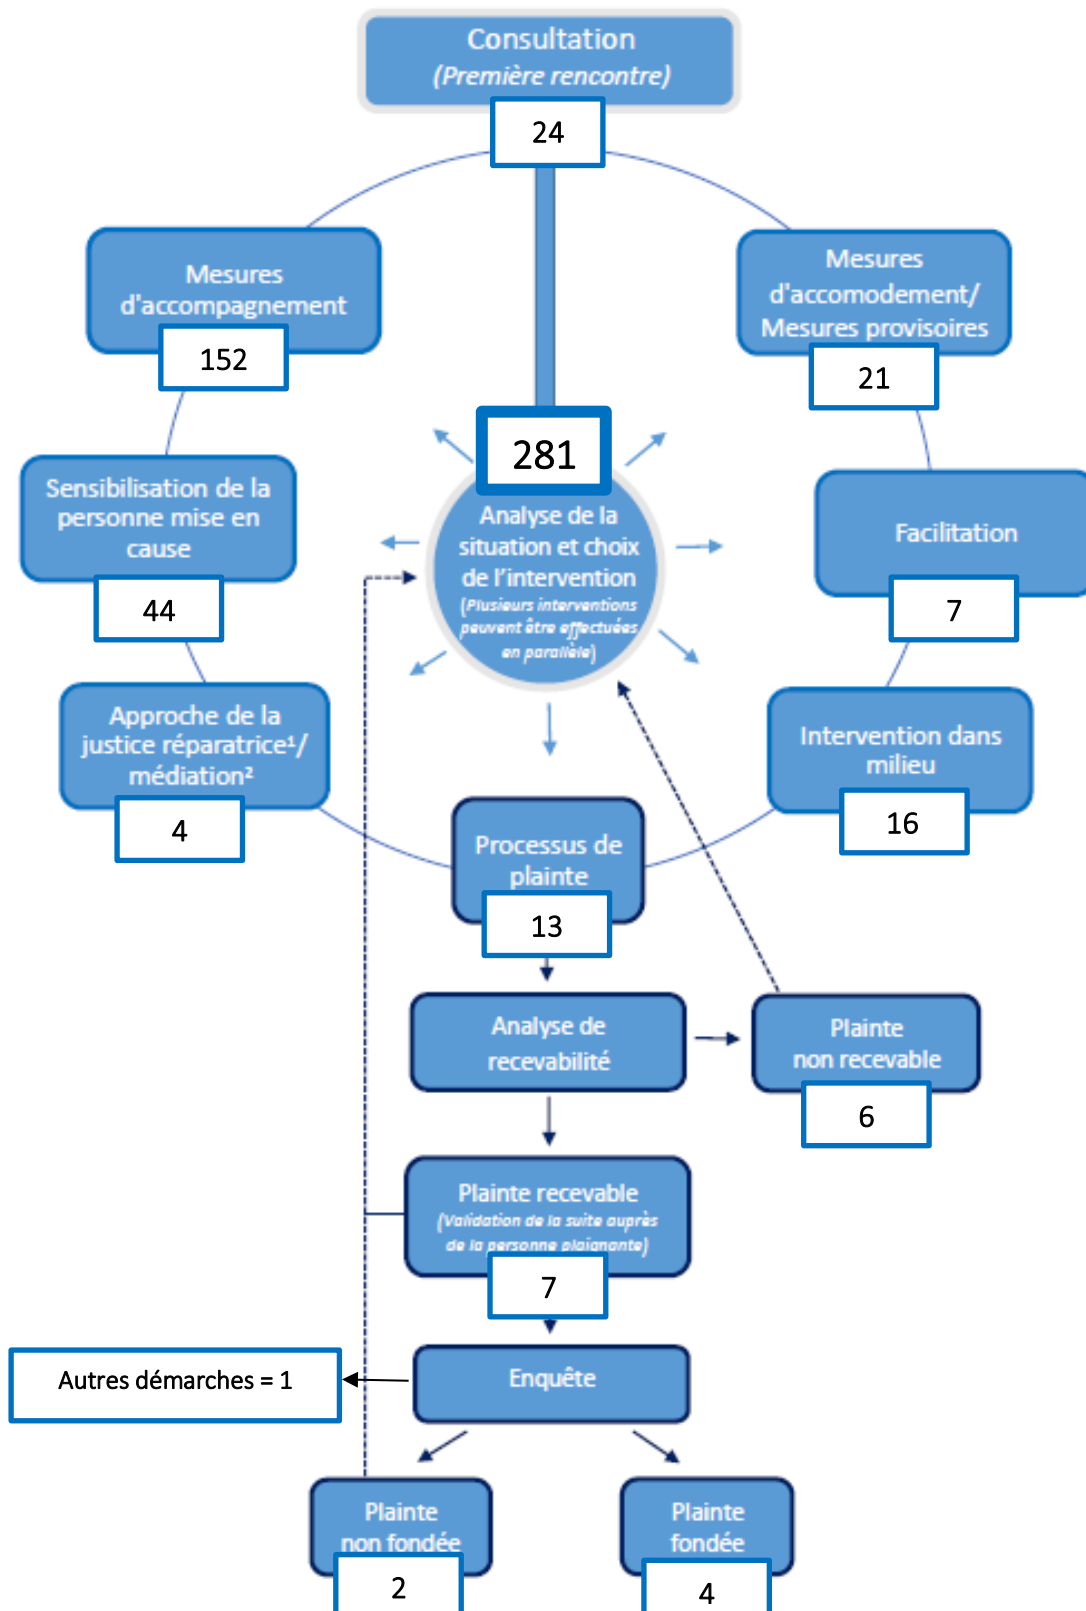 Consultation
(Première rencontre)
24
Mesures
d'accompagnement
152
Mesures
d'accomodement/
Mesures provisoires
21
281
Analyse de la
situation et choix
de l'intervention
(Plusieurs interventions
peuvent être effectuées
en parallèle)
Sensibilisation de la
personne mise en
cause
44
Facilitation
7
Approche de la
justice réparatrice¹/
médiation²
4
Intervention dans
milieu
16
Processus de
plainte
13
Analyse de
recevabilité
Plainte
non recevable
6
Plainte recevable
(Validation de la suite auprès
de la personne plaignante)
7
Enquête
Autres démarches = 1
Plainte
non fondée
2
Plainte
fondée
4